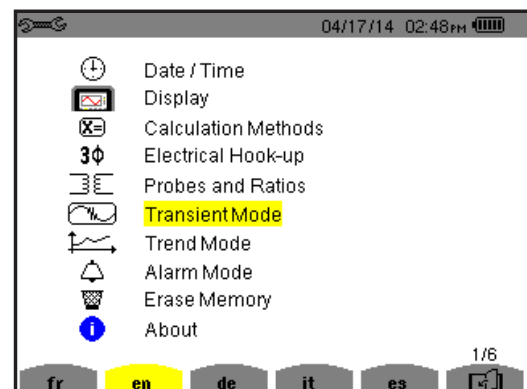 04/17/14 02:48PM
Date / Time
Display
X= Calculation Methods
3Φ Electrical Hook-up
Probes and Ratios
Transient Mode
Trend Mode
Alarm Mode
Erase Memory
i About
1/6
fr en de it es